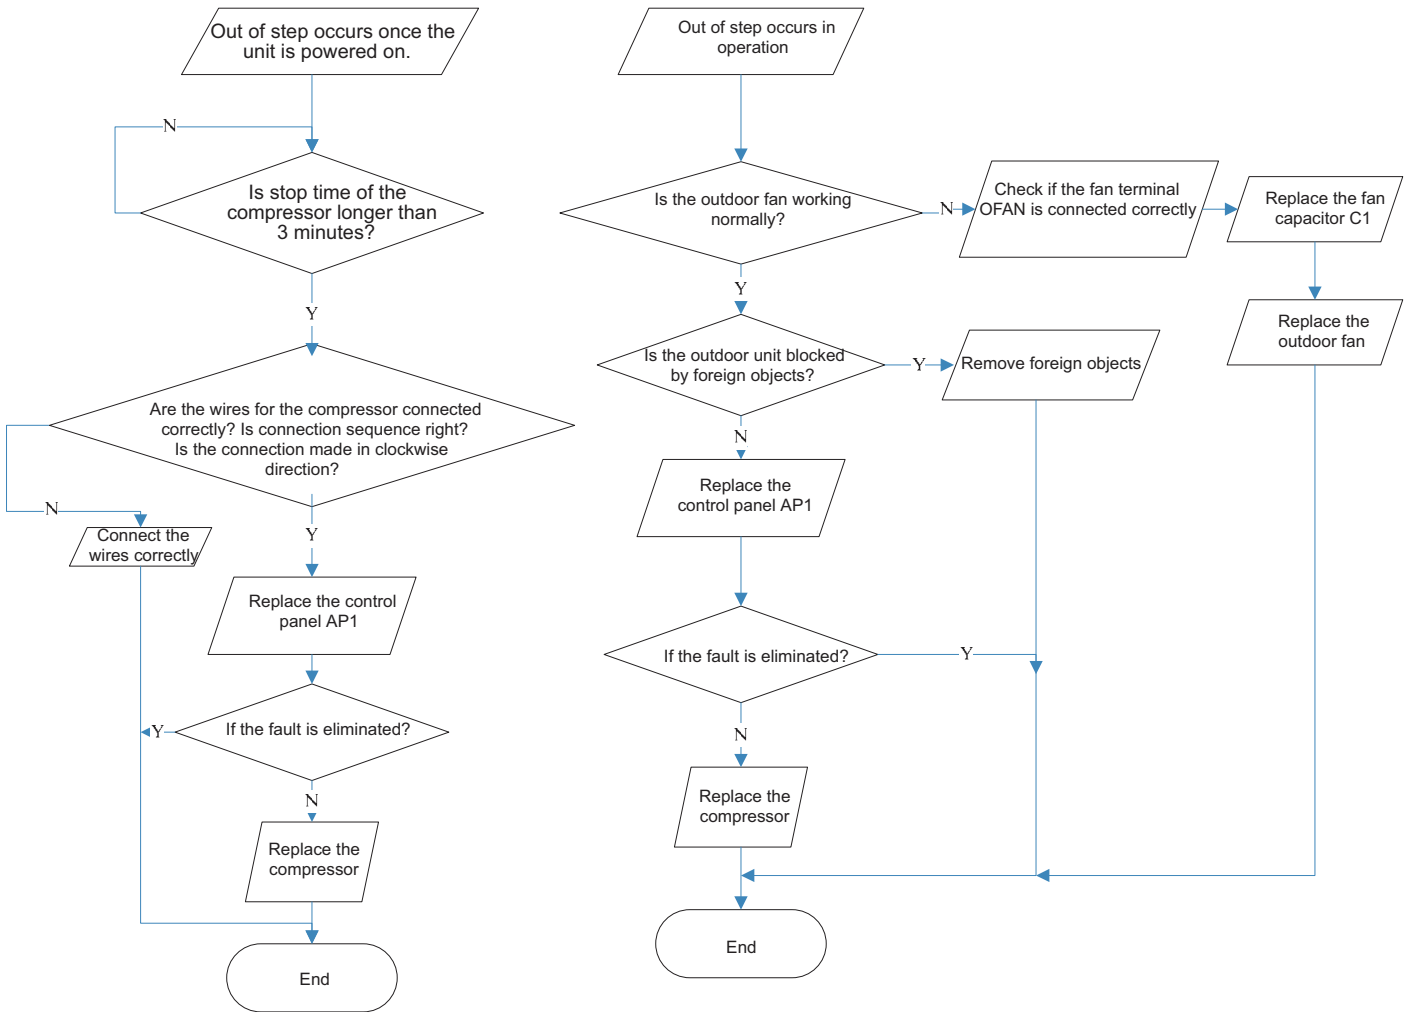 Out of step occurs once the
unit is powered on.
N
Is stop time of the
compressor longer than
3 minutes?
Y
Are the wires for the compressor connected
correctly? Is connection sequence right?
Is the connection made in clockwise
direction?
N
Connect the
wires correctly
Y
Replace the control
panel AP1
If the fault is eliminated?
Y
N
Replace the
compressor
End
Out of step occurs in
operation
Is the outdoor fan working
normally?
N
Check if the fan terminal
OFAN is connected correctly
Replace the fan
capacitor C1
Replace the
outdoor fan
Y
Is the outdoor unit blocked
by foreign objects?
Y
Remove foreign objects
N
Replace the
control panel AP1
If the fault is eliminated?
Y
N
Replace the
compressor
End